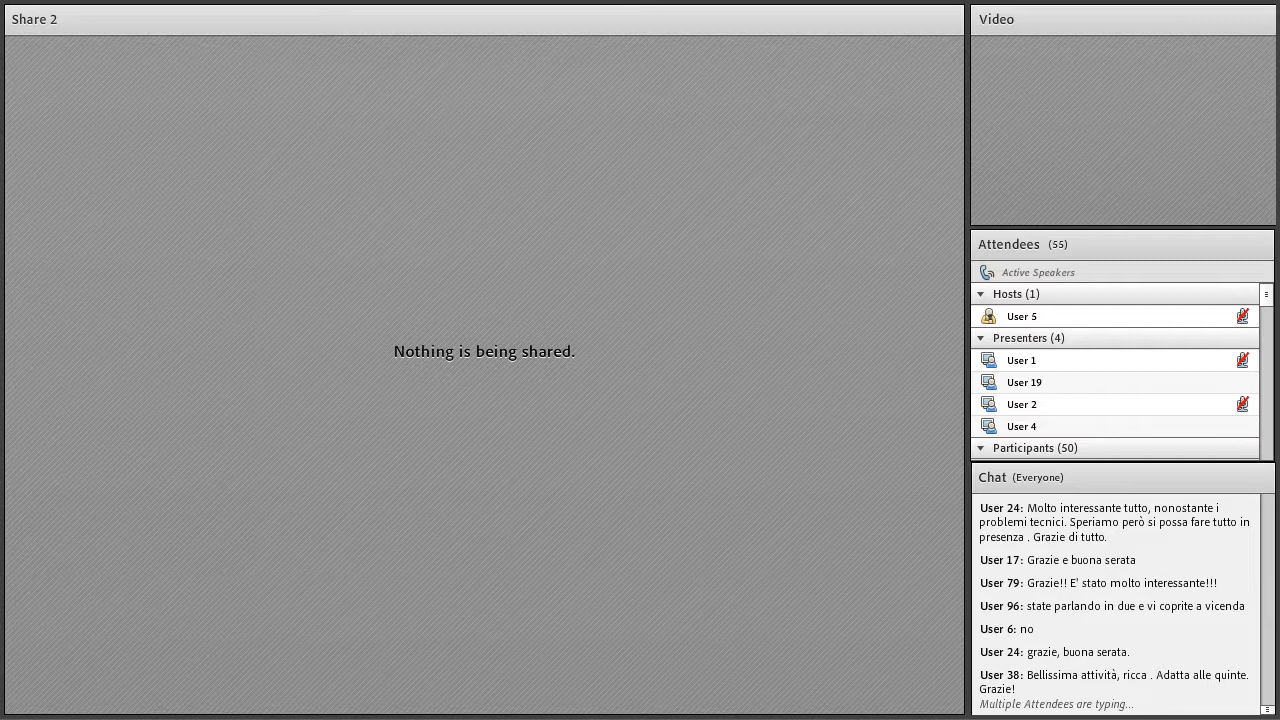 Share 2
Nothing is being shared.
Video
Attendees (55)
Active Speakers
Hosts (1)
User 5
Presenters (4)
User 1
User 19
User 2
User 4
Participants (50)
Chat (Everyone)
User 24: Molto interessante tutto, nonostante i
problemi tecnici. Speriamo però si possa fare tutto in
presenza . Grazie di tutto.
User 17: Grazie e buona serata
User 79: Grazie!! E' stato molto interessante!!!
User 96: state parlando in due e vi coprite a vicenda
User 6: no
User 24: grazie, buona serata.
User 38: Bellissima attività, ricca . Adatta alle quinte.
Grazie!
Multiple Attendees are typing...